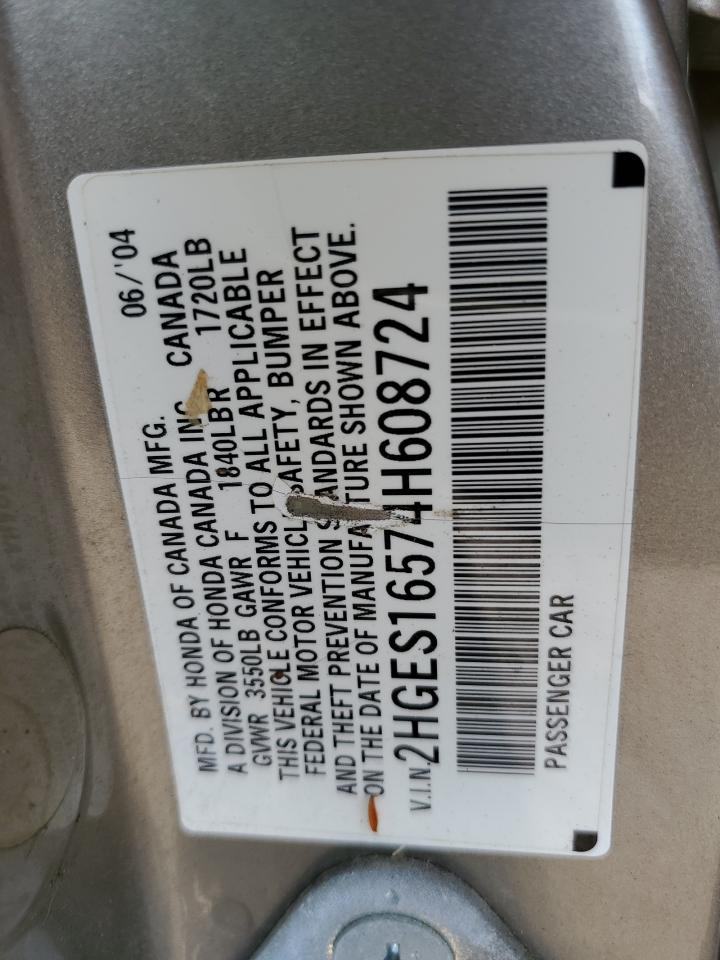 06/'04
MFD. BY HONDA OF CANADA MFG.
A DIVISION OF HONDA CANADA INC. CANADA
GVWR 3550LB GAWR F 1840LB R 1720LB
THIS VEHICLE CONFORMS TO ALL APPLICABLE
FEDERAL MOTOR VEHICLE SAFETY, BUMPER
AND THEFT PREVENTION STANDARDS IN EFFECT
ON THE DATE OF MANUFACTURE SHOWN ABOVE.
V.I.N. 2HGES16574H608724
PASSENGER CAR